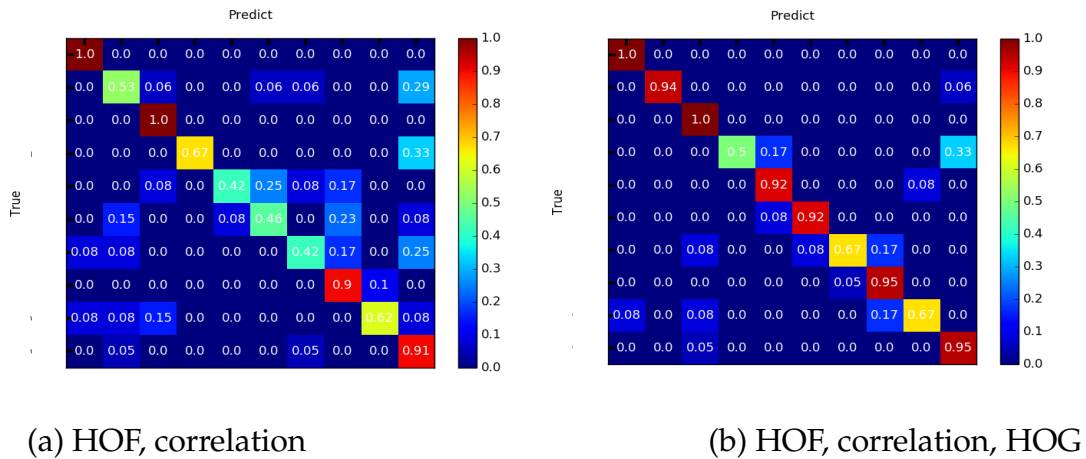 Predict
1.0 0.0 0.0 0.0 0.0 0.0 0.0 0.0 0.0 0.0
0.0 0.53 0.06 0.0 0.0 0.06 0.06 0.0 0.0 0.29
0.0 0.0 1.0 0.0 0.0 0.0 0.0 0.0 0.0 0.0
0.0 0.0 0.0 0.67 0.0 0.0 0.0 0.0 0.0 0.33
0.0 0.0 0.08 0.0 0.42 0.25 0.08 0.17 0.0 0.0
0.0 0.15 0.0 0.0 0.08 0.46 0.0 0.23 0.0 0.08
0.08 0.08 0.0 0.0 0.0 0.0 0.42 0.17 0.0 0.25
0.0 0.0 0.0 0.0 0.0 0.0 0.0 0.9 0.1 0.0
0.08 0.08 0.15 0.0 0.0 0.0 0.0 0.0 0.62 0.08
0.0 0.05 0.0 0.0 0.0 0.0 0.05 0.0 0.0 0.91
True
1.0
0.9
0.8
0.7
0.6
0.5
0.4
0.3
0.2
0.1
0.0
(a) HOF, correlation
Predict
1.0 0.0 0.0 0.0 0.0 0.0 0.0 0.0 0.0 0.0
0.0 0.94 0.0 0.0 0.0 0.0 0.0 0.0 0.0 0.06
0.0 0.0 1.0 0.0 0.0 0.0 0.0 0.0 0.0 0.0
0.0 0.0 0.0 0.5 0.17 0.0 0.0 0.0 0.0 0.33
0.0 0.0 0.0 0.0 0.92 0.0 0.0 0.0 0.08 0.0
0.0 0.0 0.0 0.0 0.08 0.92 0.0 0.0 0.0 0.0
0.0 0.0 0.08 0.0 0.0 0.08 0.67 0.17 0.0 0.0
0.0 0.0 0.0 0.0 0.0 0.0 0.05 0.95 0.0 0.0
0.08 0.0 0.08 0.0 0.0 0.0 0.0 0.17 0.67 0.0
0.0 0.0 0.05 0.0 0.0 0.0 0.0 0.0 0.0 0.95
True
1.0
0.9
0.8
0.7
0.6
0.5
0.4
0.3
0.2
0.1
0.0
(b) HOF, correlation, HOG